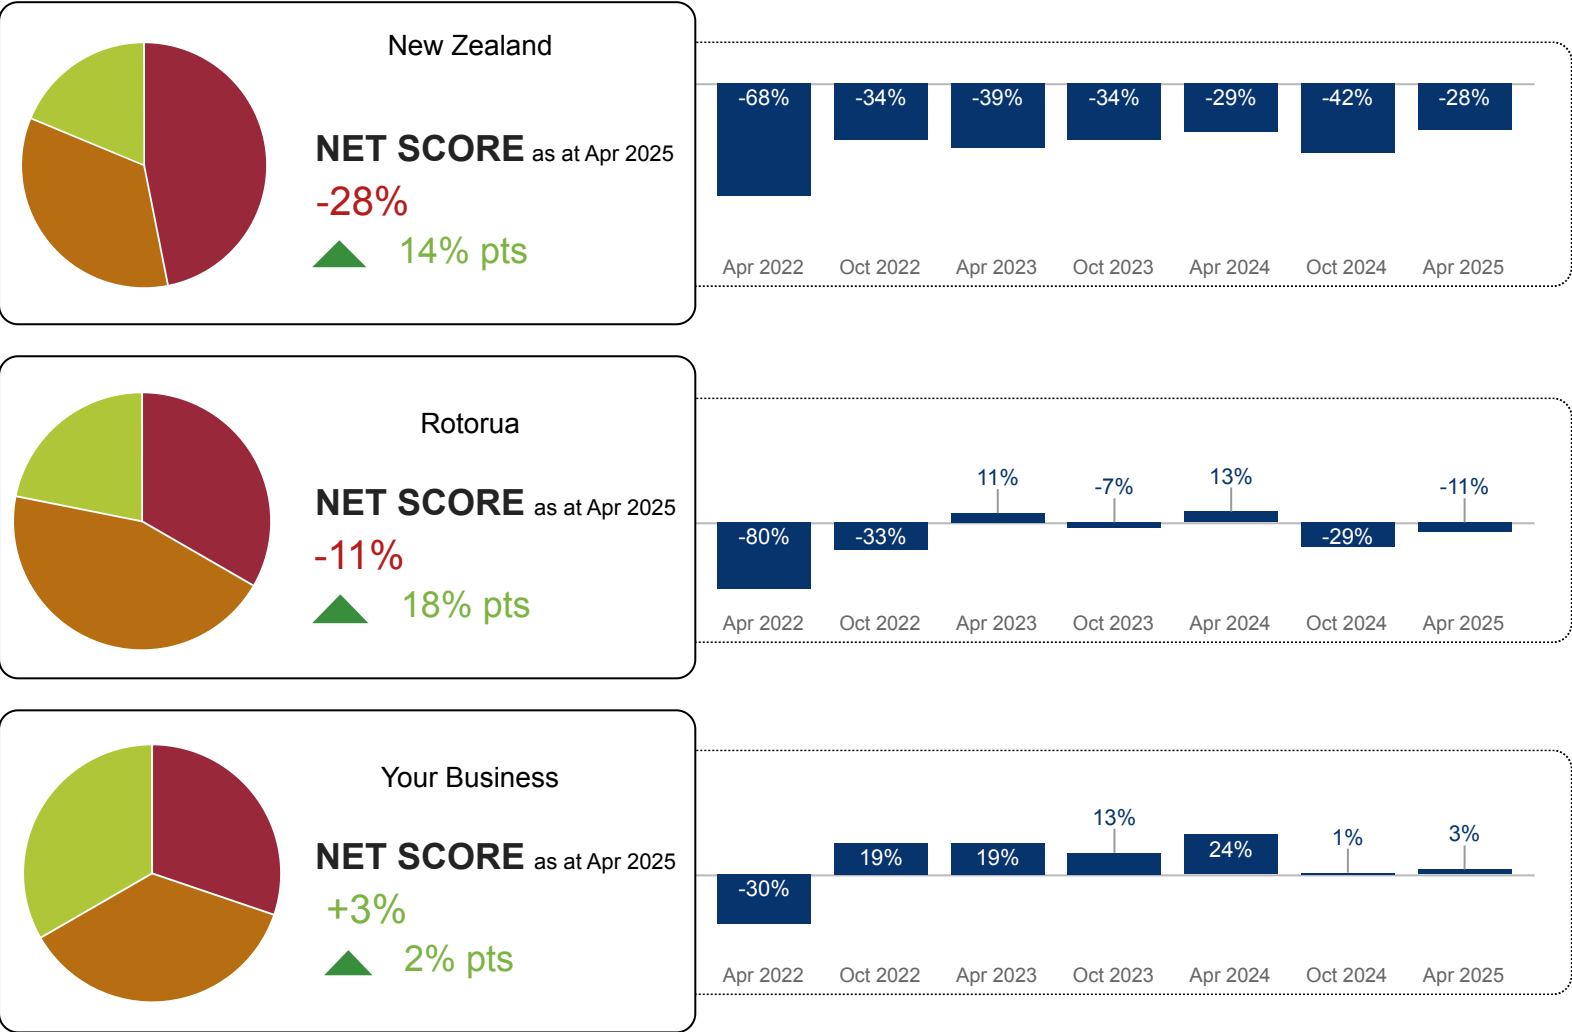 New Zealand
NET SCORE as at Apr 2025
-28%
14% pts
-68% -34% -39% -34% -29% -42% -28%
Apr 2022 Oct 2022 Apr 2023 Oct 2023 Apr 2024 Oct 2024 Apr 2025
Rotorua
NET SCORE as at Apr 2025
-11%
18% pts
11% -7% 13% -11%
-80% -33% -29%
Apr 2022 Oct 2022 Apr 2023 Oct 2023 Apr 2024 Oct 2024 Apr 2025
Your Business
NET SCORE as at Apr 2025
+3%
2% pts
13% 1% 3%
19% 19% 24%
-30%
Apr 2022 Oct 2022 Apr 2023 Oct 2023 Apr 2024 Oct 2024 Apr 2025